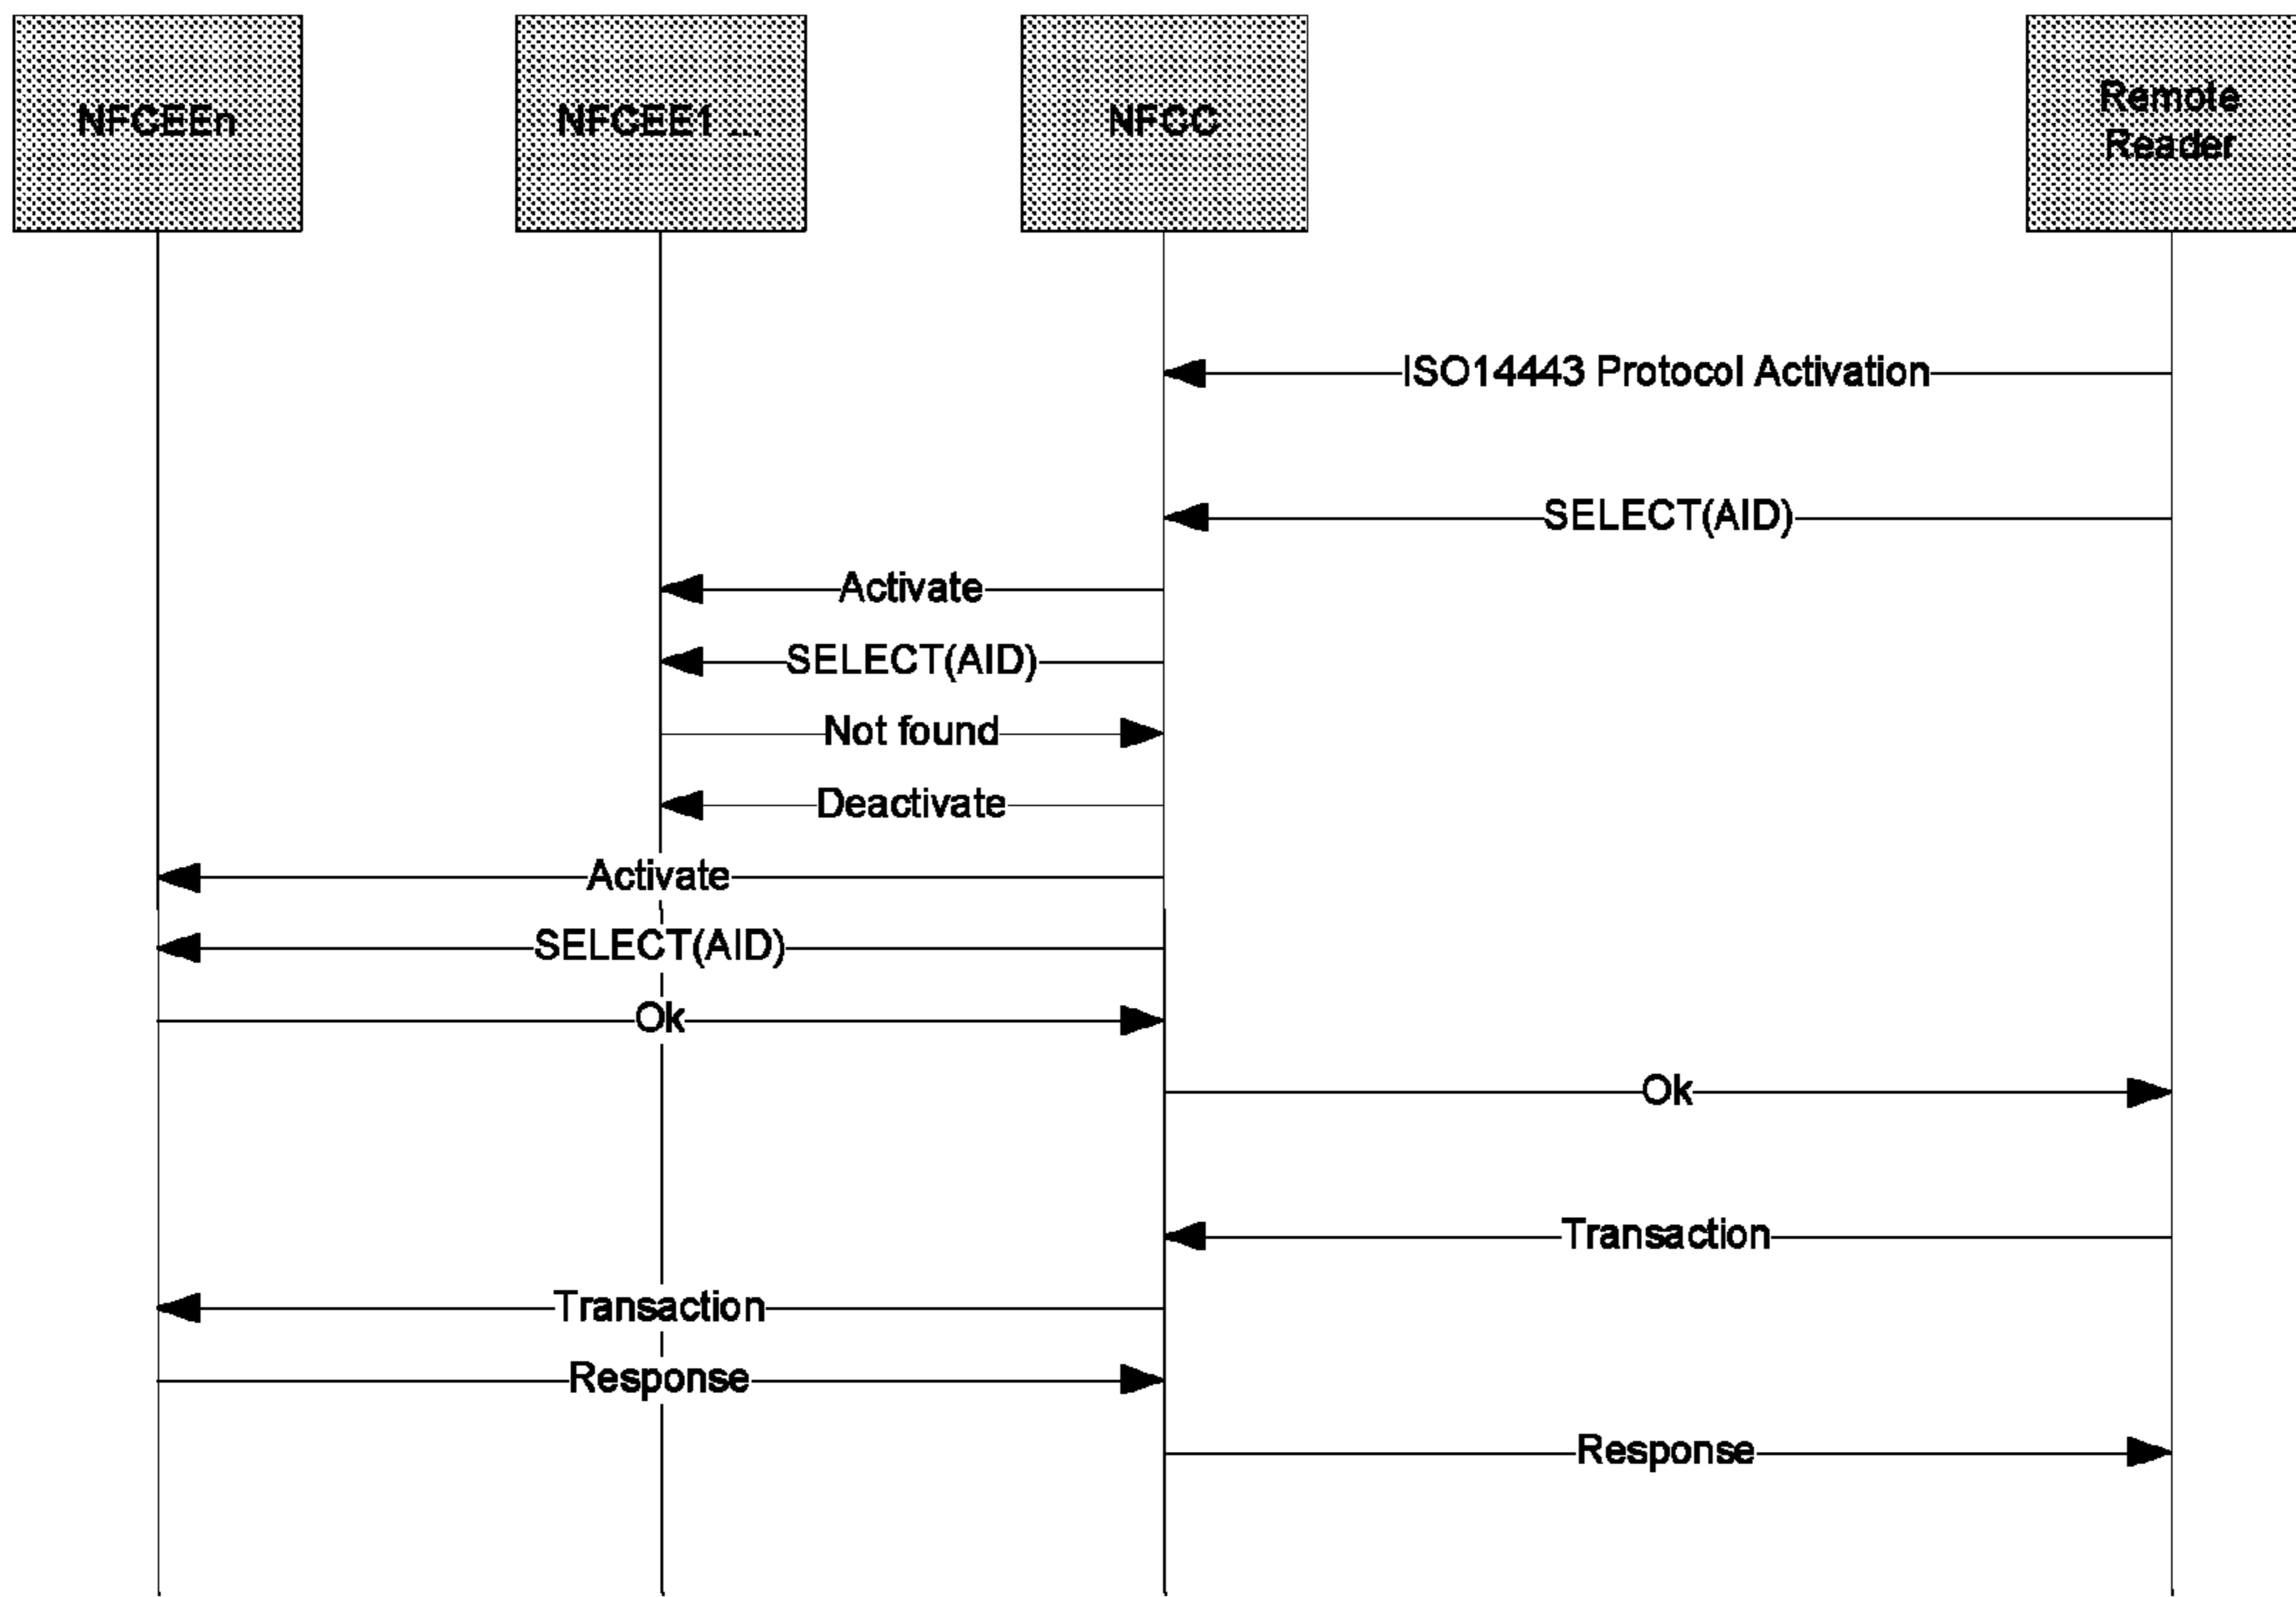 NFCEEn
NFCEE1 ...
NFCC
Remote
Reader
ISO14443 Protocol Activation
SELECT(AID)
Activate
SELECT(AID)
Not found
Deactivate
Activate
SELECT(AID)
Ok
Ok
Transaction
Transaction
Response
Response